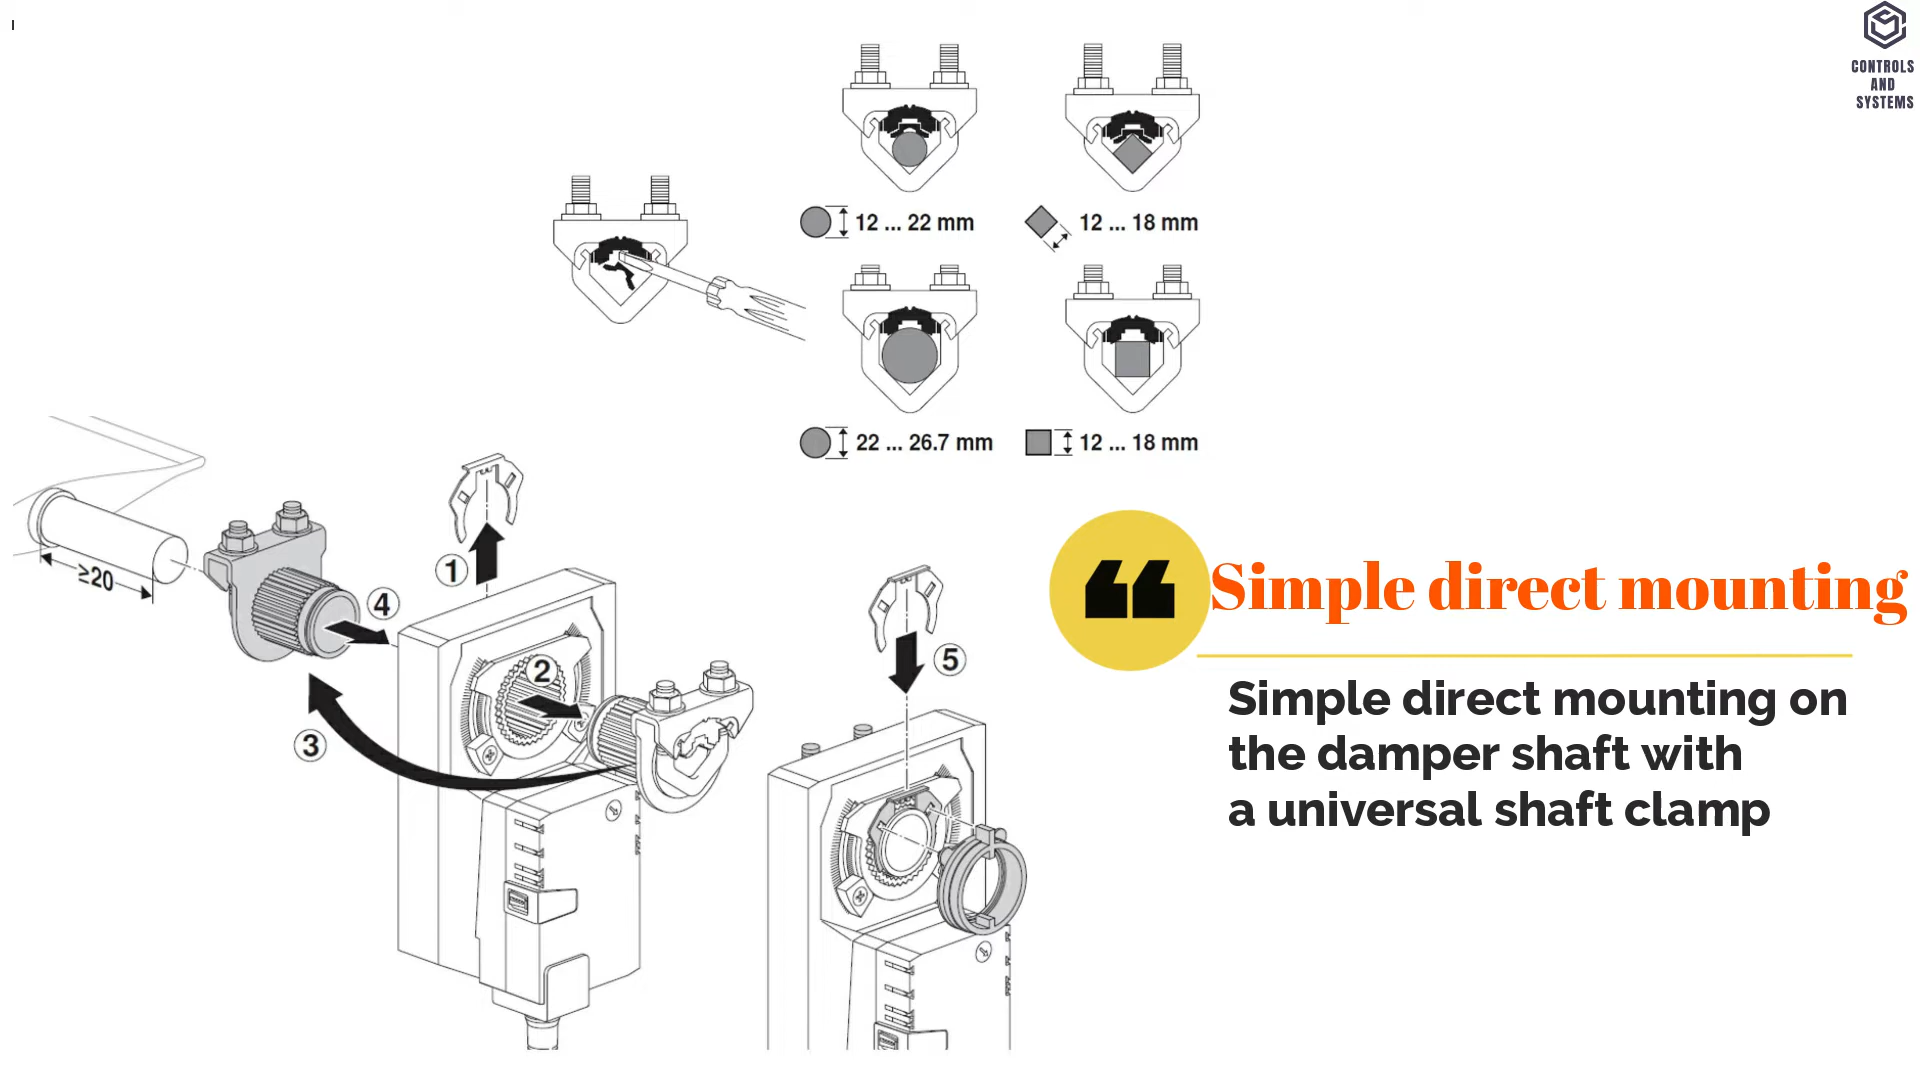 CONTROLS
AND
SYSTEMS
12 ... 22 mm
12 ... 18 mm
22 ... 26.7 mm
12 ... 18 mm
≥20
1
2
3
4
5
❝
Simple direct mounting
Simple direct mounting on
the damper shaft with
a universal shaft clamp